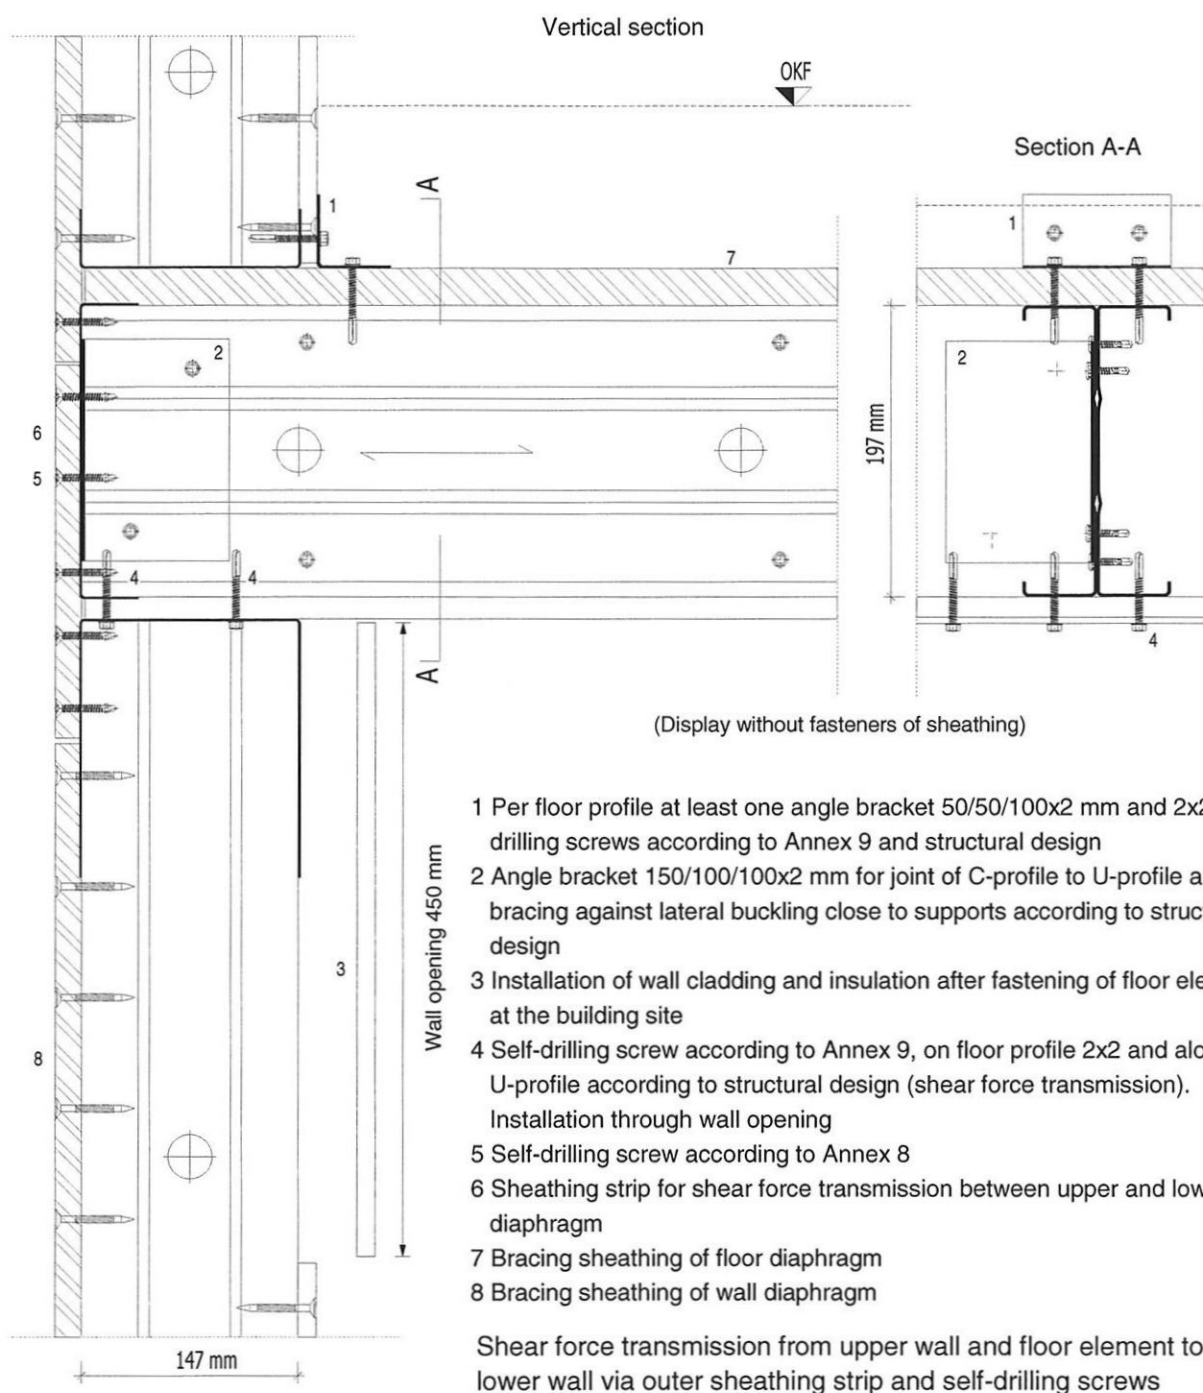 Vertical section
OKF
Section A-A
A
1
1
7
2
2
197 mm
6
5
4
4
A
4
(Display without fasteners of sheathing)
Wall opening 450 mm
3
8
147 mm
1 Per floor profile at least one angle bracket 50/50/100x2 mm and
drilling screws according to Annex 9 and structural design
2 Angle bracket 150/100/100x2 mm for joint of C-profile to U-profile
bracing against lateral buckling close to supports according to
design
3 Installation of wall cladding and insulation after fastening of floor
at the building site
4 Self-drilling screw according to Annex 9, on floor profile 2x2 and
U-profile according to structural design (shear force transmission).
Installation through wall opening
5 Self-drilling screw according to Annex 8
6 Sheathing strip for shear force transmission between upper and
diaphragm
7 Bracing sheathing of floor diaphragm
8 Bracing sheathing of wall diaphragm
Shear force transmission from upper wall and floor element to
lower wall via outer sheathing strip and self-drilling screws